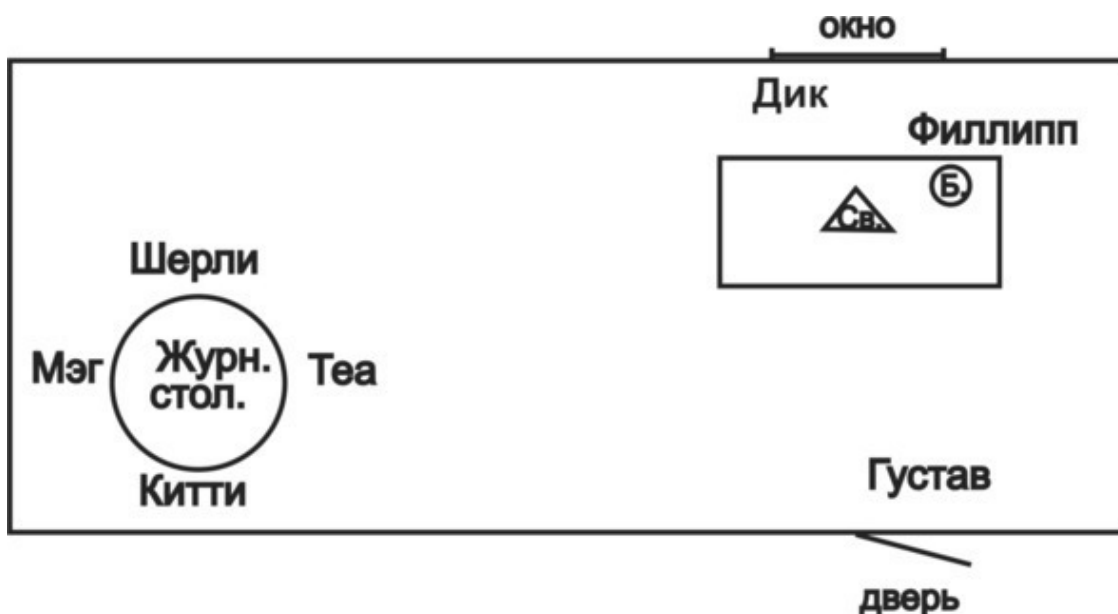 окно
Дик
Филлипп
Б.
Св.
Шерли
Мэг
Журн.
стол.
Теа
Китти
Густав
дверь